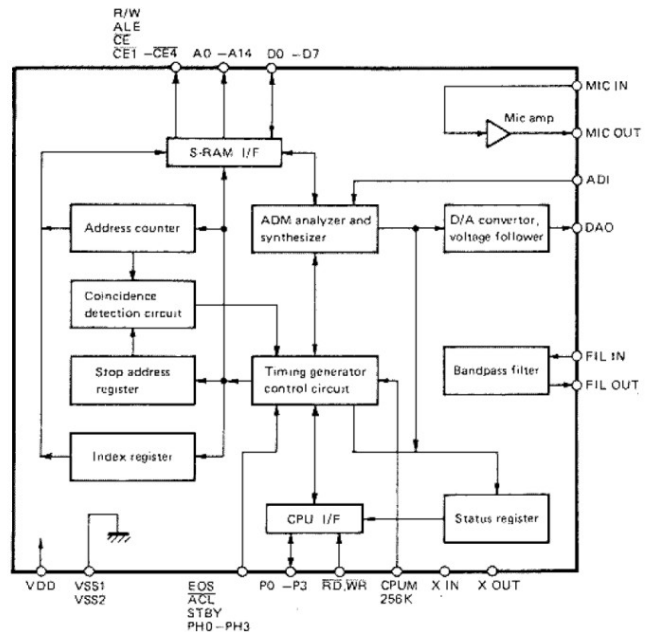 R/W
ALE
CE
CE1 – CE4 A0 – A14 D0 – D7
MIC IN
Mic amp
MIC OUT
S-RAM I/F
ADI
Address counter
ADM analyzer and
synthesizer
D/A convertor,
voltage follower
DAO
Coincidence
detection circuit
Stop address
register
Timing generator
control circuit
Bandpass filter
FIL IN
FIL OUT
Index register
CPU I/F
Status register
VDD
VSS1
VSS2
EOS
ACL
STBY
PH0–PH3
P0 – P3
RD,WR
CPUM
256K
X IN
X OUT